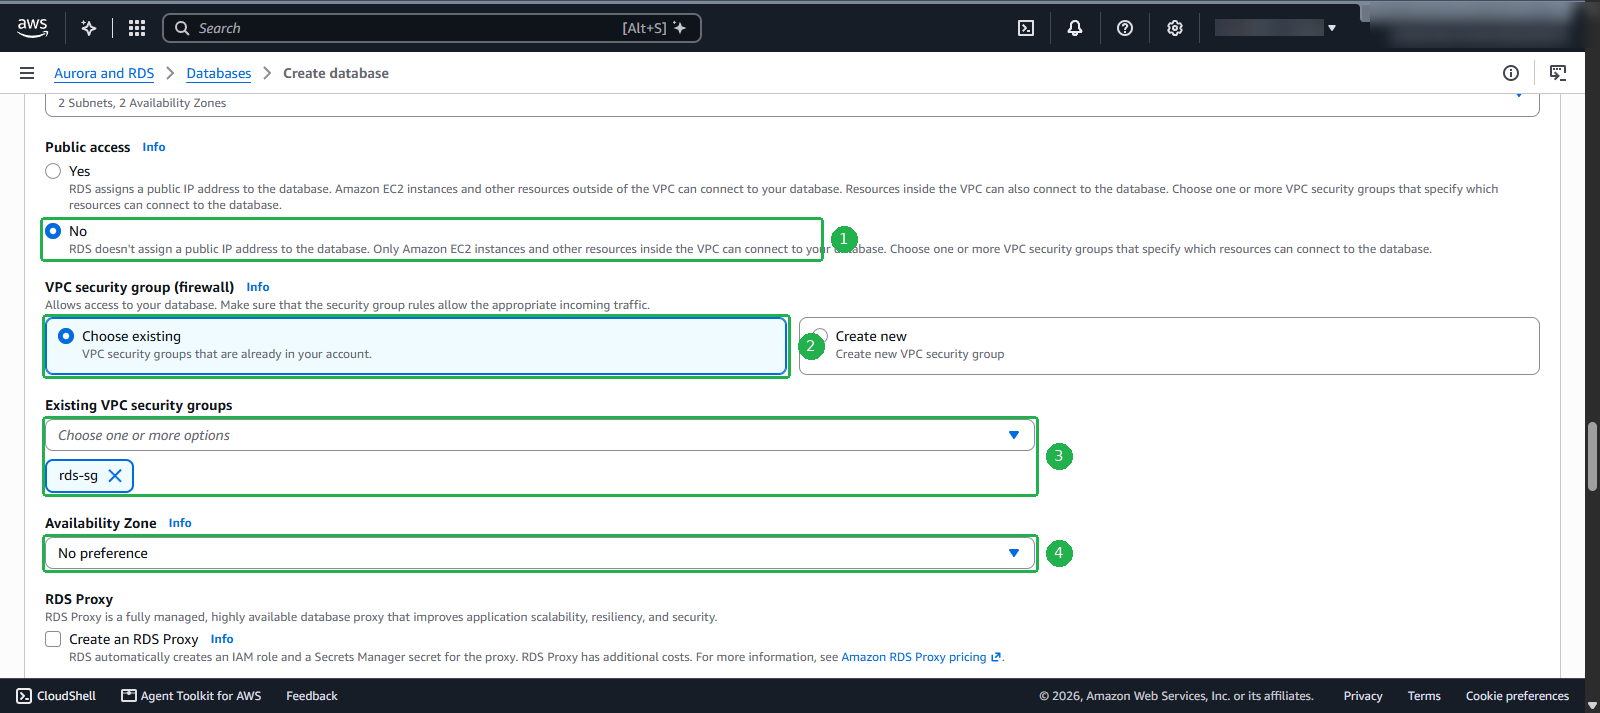 aws
Search [Alt+S]
Aurora and RDS > Databases > Create database
2 Subnets, 2 Availability Zones
Public access Info
Yes
RDS assigns a public IP address to the database. Amazon EC2 instances and other resources outside of the VPC can connect to your database. Resources inside the VPC can also connect to the database. Choose one or more VPC security groups that specify which
resources can connect to the database.
No
RDS doesn't assign a public IP address to the database. Only Amazon EC2 instances and other resources inside the VPC can connect to your database. Choose one or more VPC security groups that specify which resources can connect to the database.
1
VPC security group (firewall) Info
Allows access to your database. Make sure that the security group rules allow the appropriate incoming traffic.
Choose existing
VPC security groups that are already in your account.
2
Create new
Create new VPC security group
Existing VPC security groups
Choose one or more options
3
rds-sg
Availability Zone Info
No preference
4
RDS Proxy
RDS Proxy is a fully managed, highly available database proxy that improves application scalability, resiliency, and security.
Create an RDS Proxy Info
RDS automatically creates an IAM role and a Secrets Manager secret for the proxy. RDS Proxy has additional costs. For more information, see Amazon RDS Proxy pricing.
CloudShell Agent Toolkit for AWS Feedback © 2026, Amazon Web Services, Inc. or its affiliates. Privacy Terms Cookie preferences